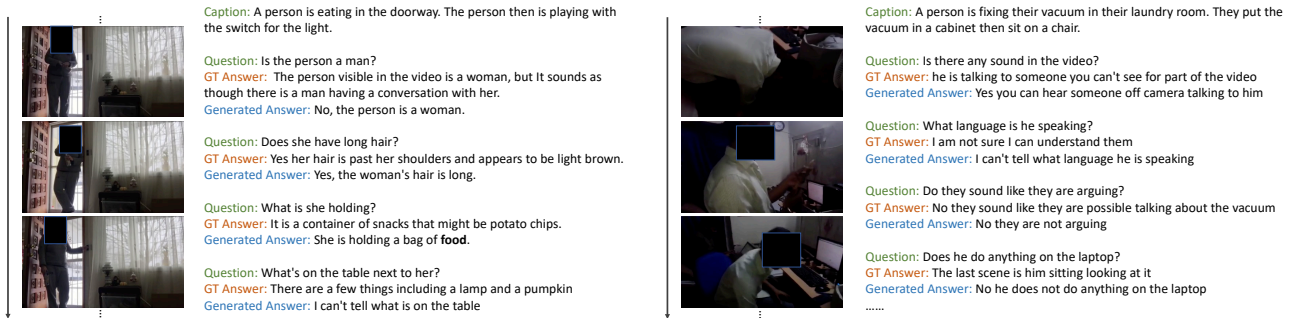 Caption: A person is eating in the doorway. The person then is playing with
the switch for the light.
Question: Is the person a man?
GT Answer: The person visible in the video is a woman, but It sounds as
though there is a man having a conversation with her.
Generated Answer: No, the person is a woman.
Question: Does she have long hair?
GT Answer: Yes her hair is past her shoulders and appears to be light brown.
Generated Answer: Yes, the woman's hair is long.
Question: What is she holding?
GT Answer: It is a container of snacks that might be potato chips.
Generated Answer: She is holding a bag of food.
Question: What's on the table next to her?
GT Answer: There are a few things including a lamp and a pumpkin
Generated Answer: I can't tell what is on the table
Caption: A person is fixing their vacuum in their laundry room. They put the
vacuum in a cabinet then sit on a chair.
Question: Is there any sound in the video?
GT Answer: he is talking to someone you can't see for part of the video
Generated Answer: Yes you can hear someone off camera talking to him
Question: What language is he speaking?
GT Answer: I am not sure I can understand them
Generated Answer: I can't tell what language he is speaking
Question: Do they sound like they are arguing?
GT Answer: No they sound like they are possible talking about the vacuum
Generated Answer: No they are not arguing
Question: Does he do anything on the laptop?
GT Answer: The last scene is him sitting looking at it
Generated Answer: No he does not do anything on the laptop
......